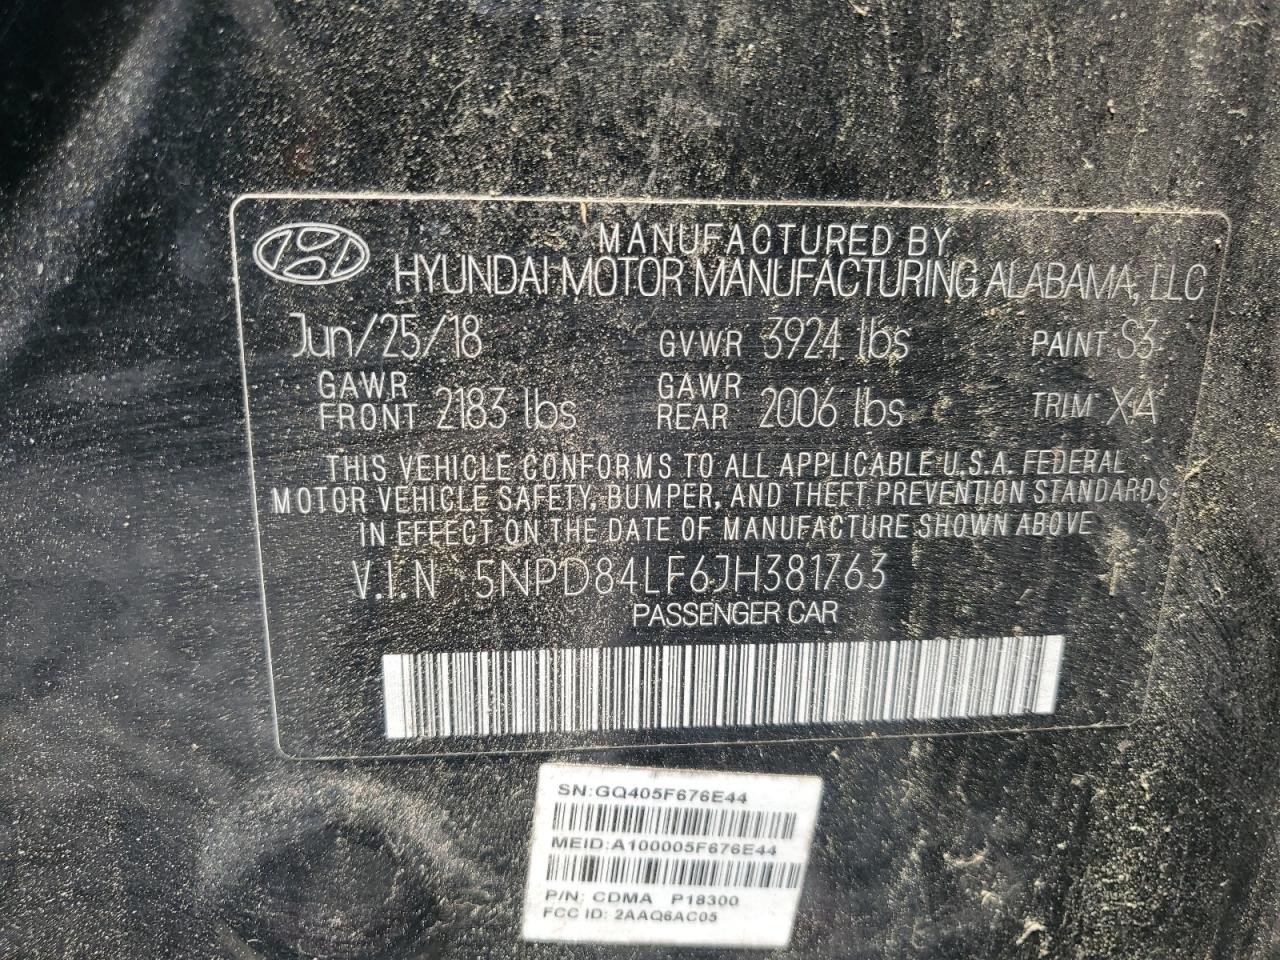 MANUFACTURED BY
HYUNDAI MOTOR MANUFACTURING ALABAMA, LLC
Jun/25/18 GVWR 3924 lbs PAINT S3
GAWR FRONT 2183 lbs GAWR REAR 2006 lbs TRIM X4
THIS VEHICLE CONFORMS TO ALL APPLICABLE U.S.A. FEDERAL
MOTOR VEHICLE SAFETY, BUMPER, AND THEFT PREVENTION STANDARDS
IN EFFECT ON THE DATE OF MANUFACTURE SHOWN ABOVE
V.I.N 5NPD84LF6JH381763
PASSENGER CAR
SN:GQ405F676E44
MEID:A100005F676E44
P/N: CDMA P18300
FCC ID: 2AAQ6AC05